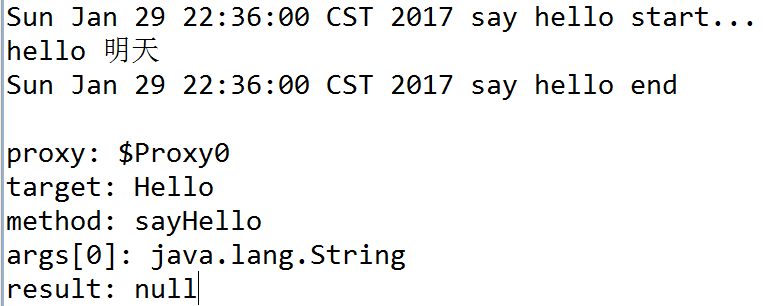 Sun Jan 29 22:36:00 CST 2017 say hello start...
hello 明天
Sun Jan 29 22:36:00 CST 2017 say hello end
proxy: $Proxy0
target: Hello
method: sayHello
args[0]: java.lang.String
result: null